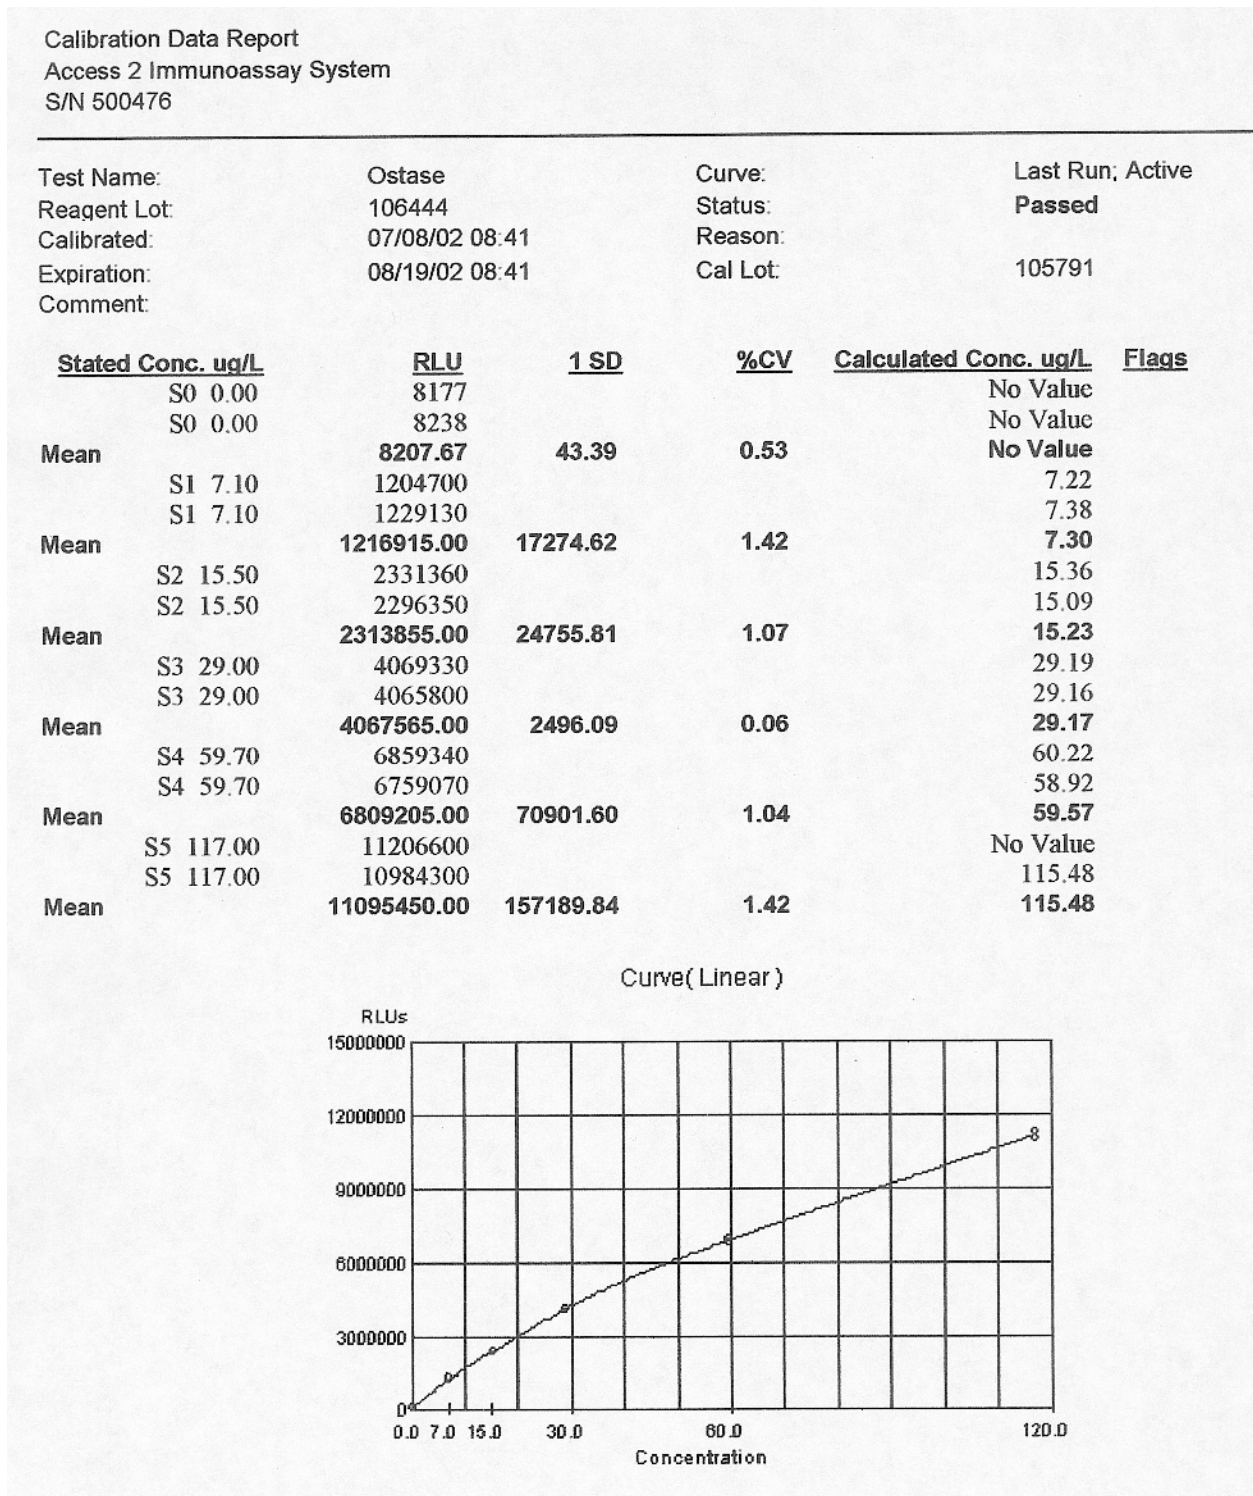 Calibration Data Report
Access 2 Immunoassay System
S/N 500476
Test Name: Ostase Curve: Last Run; Active
Reagent Lot: 106444 Status: Passed
Calibrated: 07/08/02 08:41 Reason:
Expiration: 08/19/02 08:41 Cal Lot: 105791
Comment:
Stated Conc. ug/L RLU 1 SD %CV Calculated Conc. ug/L Flags
S0 0.00 8177 No Value
S0 0.00 8238 No Value
Mean 8207.67 43.39 0.53 No Value
S1 7.10 1204700 7.22
S1 7.10 1229130 7.38
Mean 1216915.00 17274.62 1.42 7.30
S2 15.50 2331360 15.36
S2 15.50 2296350 15.09
Mean 2313855.00 24755.81 1.07 15.23
S3 29.00 4069330 29.19
S3 29.00 4065800 29.16
Mean 4067565.00 2496.09 0.06 29.17
S4 59.70 6859340 60.22
S4 59.70 6759070 58.92
Mean 6809205.00 70901.60 1.04 59.57
S5 117.00 11206600 No Value
S5 117.00 10984300 115.48
Mean 11095450.00 157189.84 1.42 115.48
Curve( Linear )
RLUs
15000000
12000000
9000000
6000000
3000000
0
0.0 7.0 15.0 30.0 60.0 120.0
Concentration